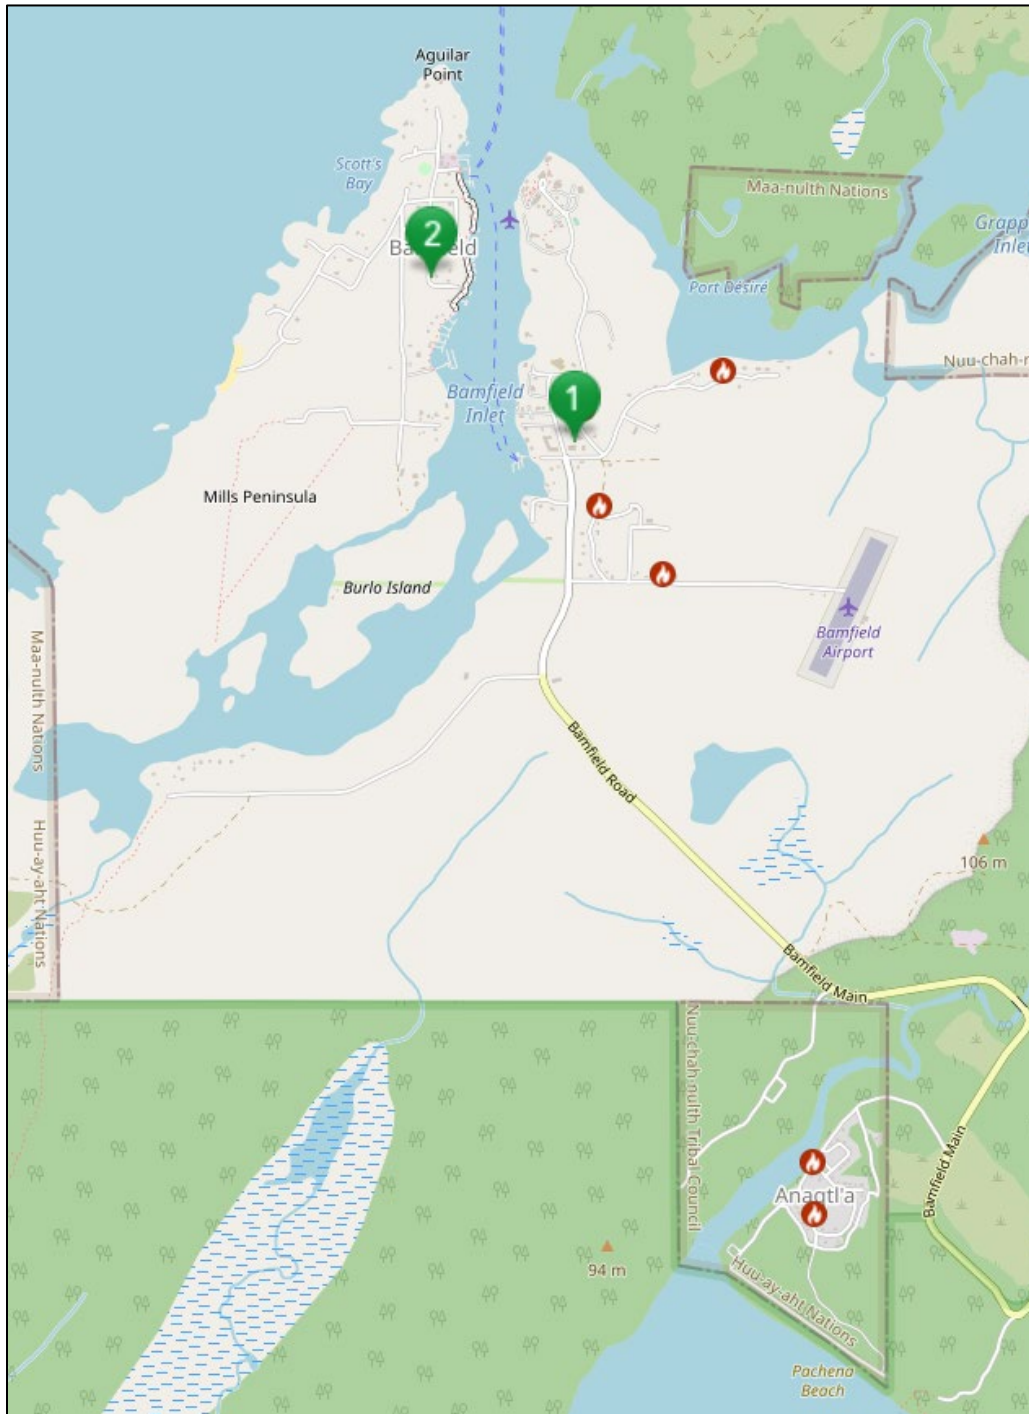 Aguilar
Point
Scott's
Bay
Maa-nulth Nations
Grapp
Inlet
2
Port Désiré
Nuu-chah-n
Bamfield
Inlet
1
Mills Peninsula
Burlo Island
Bamfield
Airport
Maa-nulth Nations
Bamfield Road
Huu-ay-aht Nations
106 m
Bamfield Main
Nuu-chah-nulth Tribal Council
Bamfield Main
Anaqtl'a
94 m
Huu-ay-aht Nations
Pachena
Beach